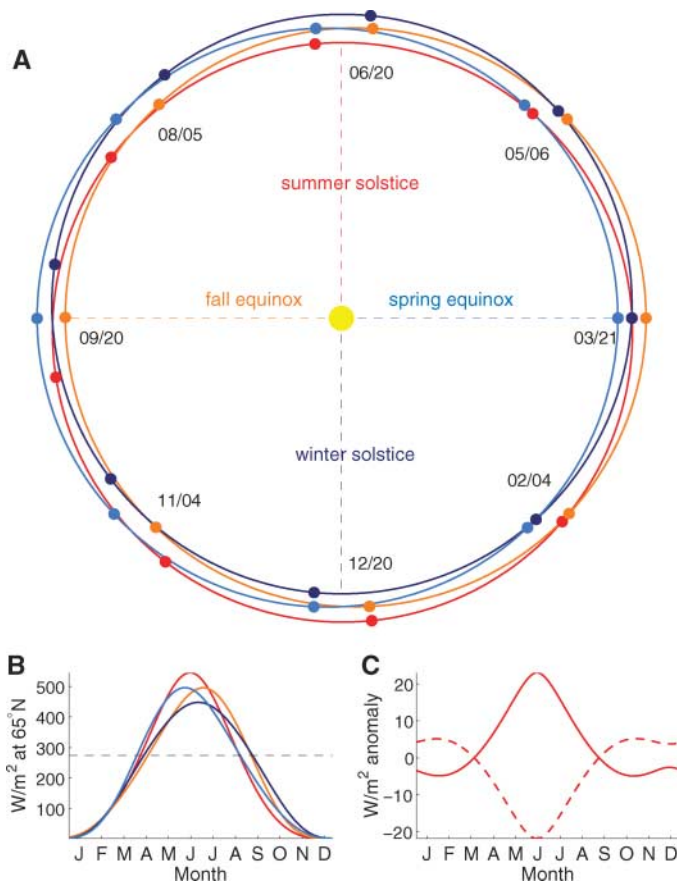 A
06/20
08/05
05/06
summer solstice
fall equinox
spring equinox
09/20
03/21
winter solstice
02/04
11/04
12/20
B
W/m² at 65°N
500
400
300
200
100
J F M A M J J A S O N D
Month
C
W/m² anomaly
20
10
0
-10
-20
J F M A M J J A S O N D
Month